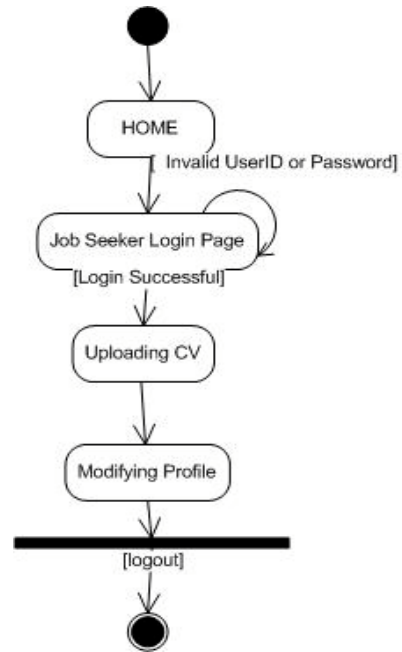 HOME
[ Invalid UserID or Password]
Job Seeker Login Page
[Login Successful]
Uploading CV
Modifying Profile
[logout]